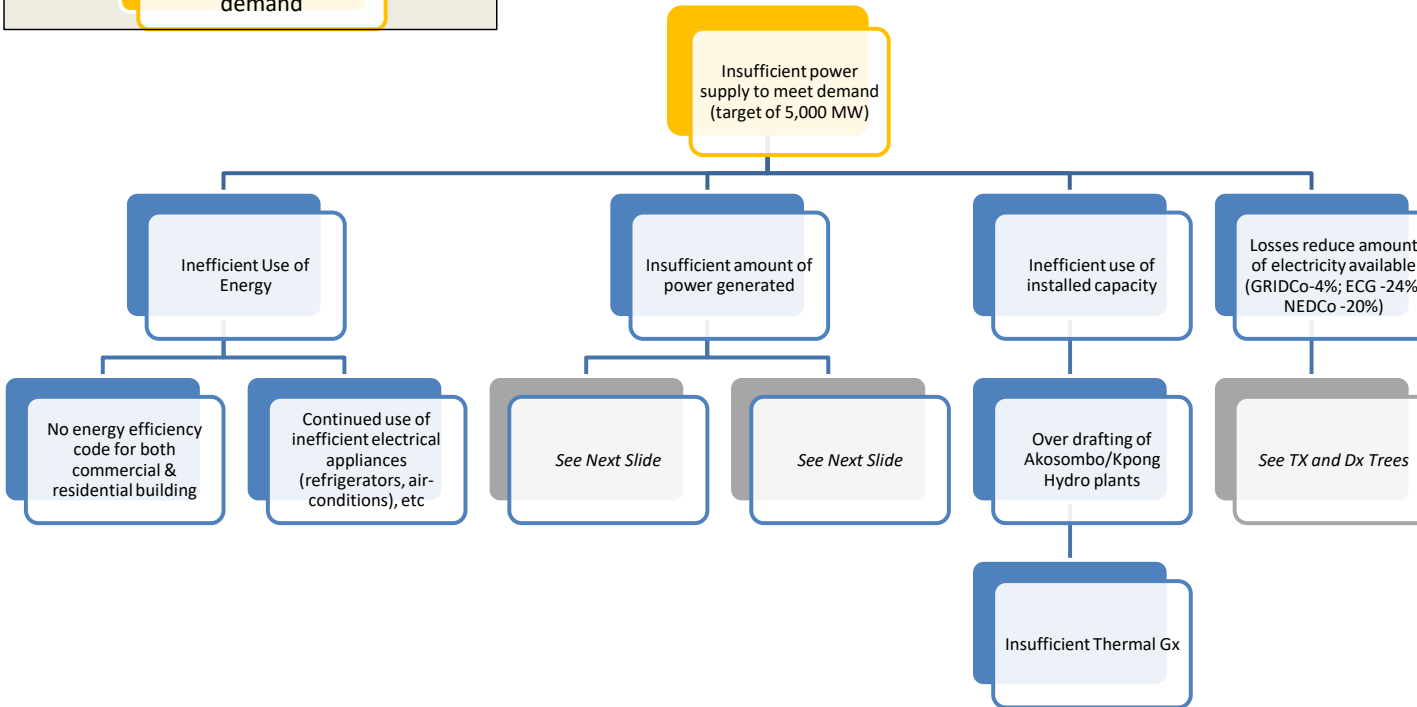 demand
Insufficient power
supply to meet demand
(target of 5,000 MW)
Inefficient Use of
Energy
Insufficient amount of
power generated
Inefficient use of
installed capacity
Losses reduce amount
of electricity available
(GRIDCo-4%; ECG -24%
NEDCo -20%)
No energy efficiency
code for both
commercial &
residential building
Continued use of
inefficient electrical
appliances
(refrigerators, air-
conditions), etc
See Next Slide
See Next Slide
Over drafting of
Akosombo/Kpong
Hydro plants
See TX and Dx Trees
Insufficient Thermal Gx